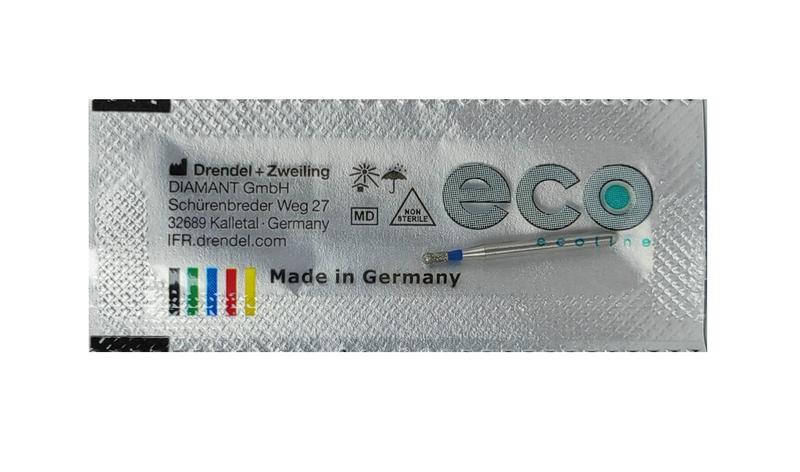 Drendel + Zweiling
DIAMANT GmbH
Schürenbreder Weg 27
32689 Kalletal · Germany
IFR.drendel.com
MD
NON
STERILE
eco
ecoline
Made in Germany